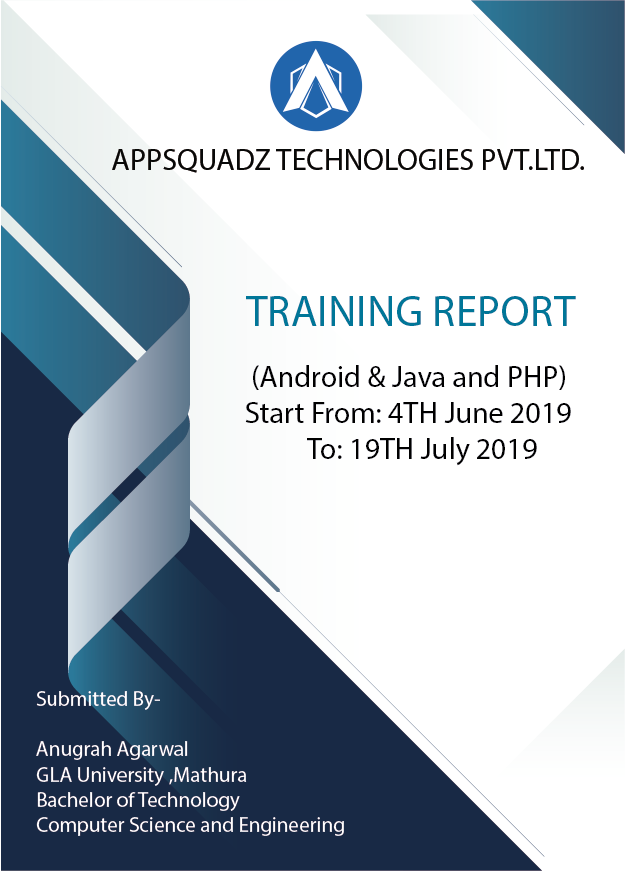 APPSQUADZ TECHNOLOGIES PVT.LTD.
TRAINING REPORT
(Android & Java and PHP)
Start From: 4TH June 2019
To: 19TH July 2019
Submitted By-
Anugrah Agarwal
GLA University ,Mathura
Bachelor of Technology
Computer Science and Engineering